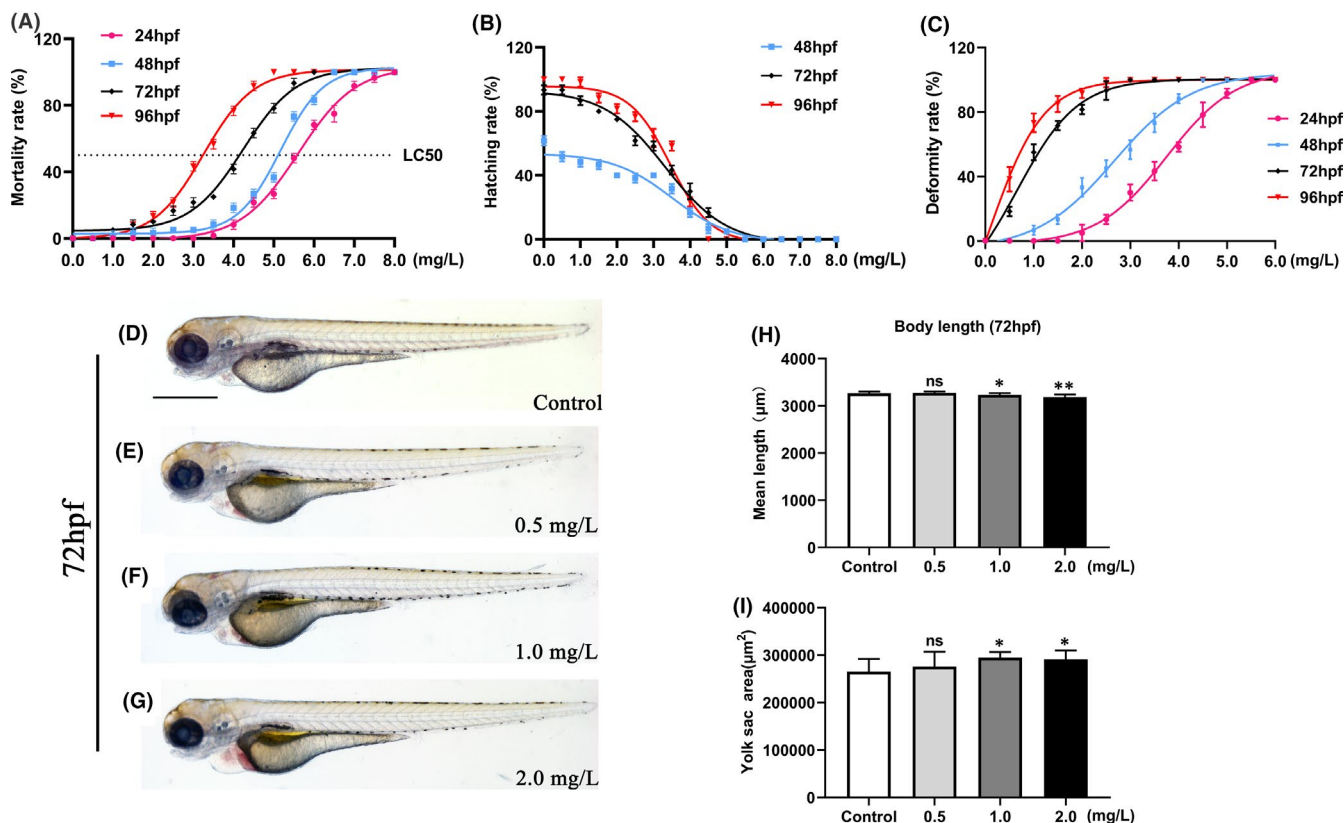 (A)
Mortality rate (%)
120
80
40
0
0.0 1.0 2.0 3.0 4.0 5.0 6.0 7.0 8.0 (mg/L)
24hpf
48hpf
72hpf
96hpf
LC50
(B)
Hatching rate (%)
120
80
40
0
0.0 1.0 2.0 3.0 4.0 5.0 6.0 7.0 8.0 (mg/L)
48hpf
72hpf
96hpf
(C)
Deformity rate (%)
120
80
40
0
0.0 1.0 2.0 3.0 4.0 5.0 6.0 (mg/L)
24hpf
48hpf
72hpf
96hpf
72hpf
(D)
Control
(E)
0.5 mg/L
(F)
1.0 mg/L
(G)
2.0 mg/L
(H)
Body length (72hpf)
Mean length (μm)
4000
3000
2000
1000
0
ns * **
Control 0.5 1.0 2.0 (mg/L)
(I)
Yolk sac area(μm²)
400000
300000
200000
100000
0
ns * *
Control 0.5 1.0 2.0 (mg/L)